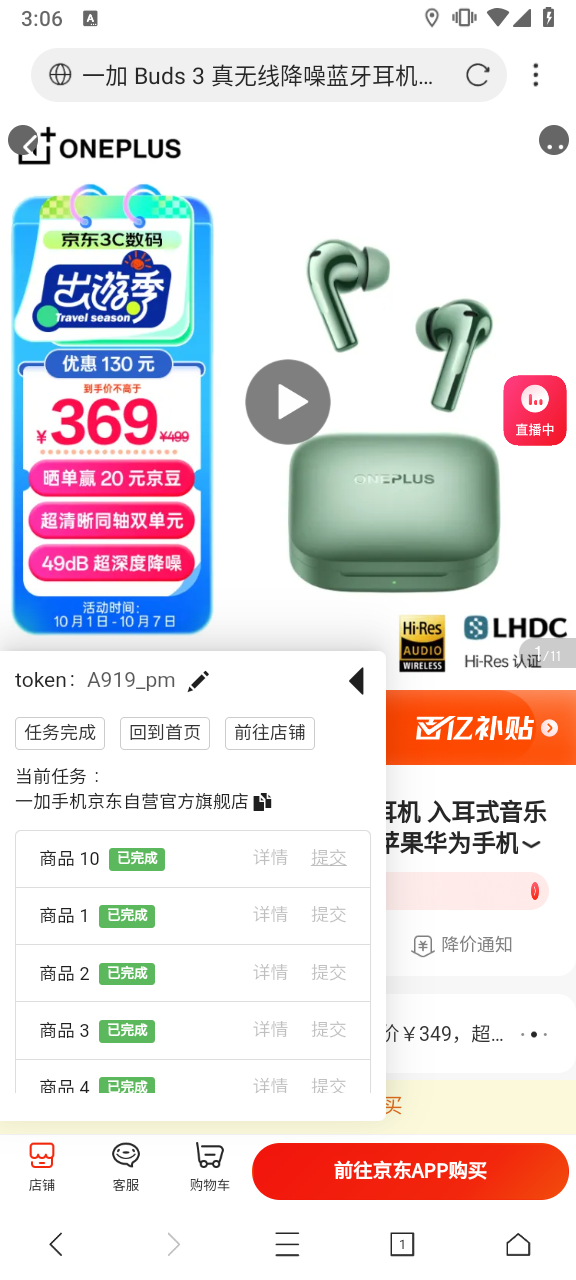 3:06
A
一加 Buds 3 真无线降噪蓝牙耳机...
ONEPLUS
京东3C数码
出游季
Travel season
优惠 130 元
到手价不高于
¥369 ¥499
晒单赢 20 元京豆
超清晰同轴双单元
49dB 超深度降噪
活动时间：
10 月 1 日 - 10 月 7 日
ONEPLUS
直播中
Hi·Res
AUDIO
WIRELESS
LHDC
Hi-Res 认证
1/11
token： A919_pm
任务完成
回到首页
前往店铺
当前任务：
一加手机京东自营官方旗舰店
商品 10 已完成 详情 提交
商品 1 已完成 详情 提交
商品 2 已完成 详情 提交
商品 3 已完成 详情 提交
商品 4 已完成 详情 提交
百亿补贴
耳机 入耳式音乐
苹果华为手机
降价通知
价￥349，超...
买
店铺
客服
购物车
前往京东APP购买
1